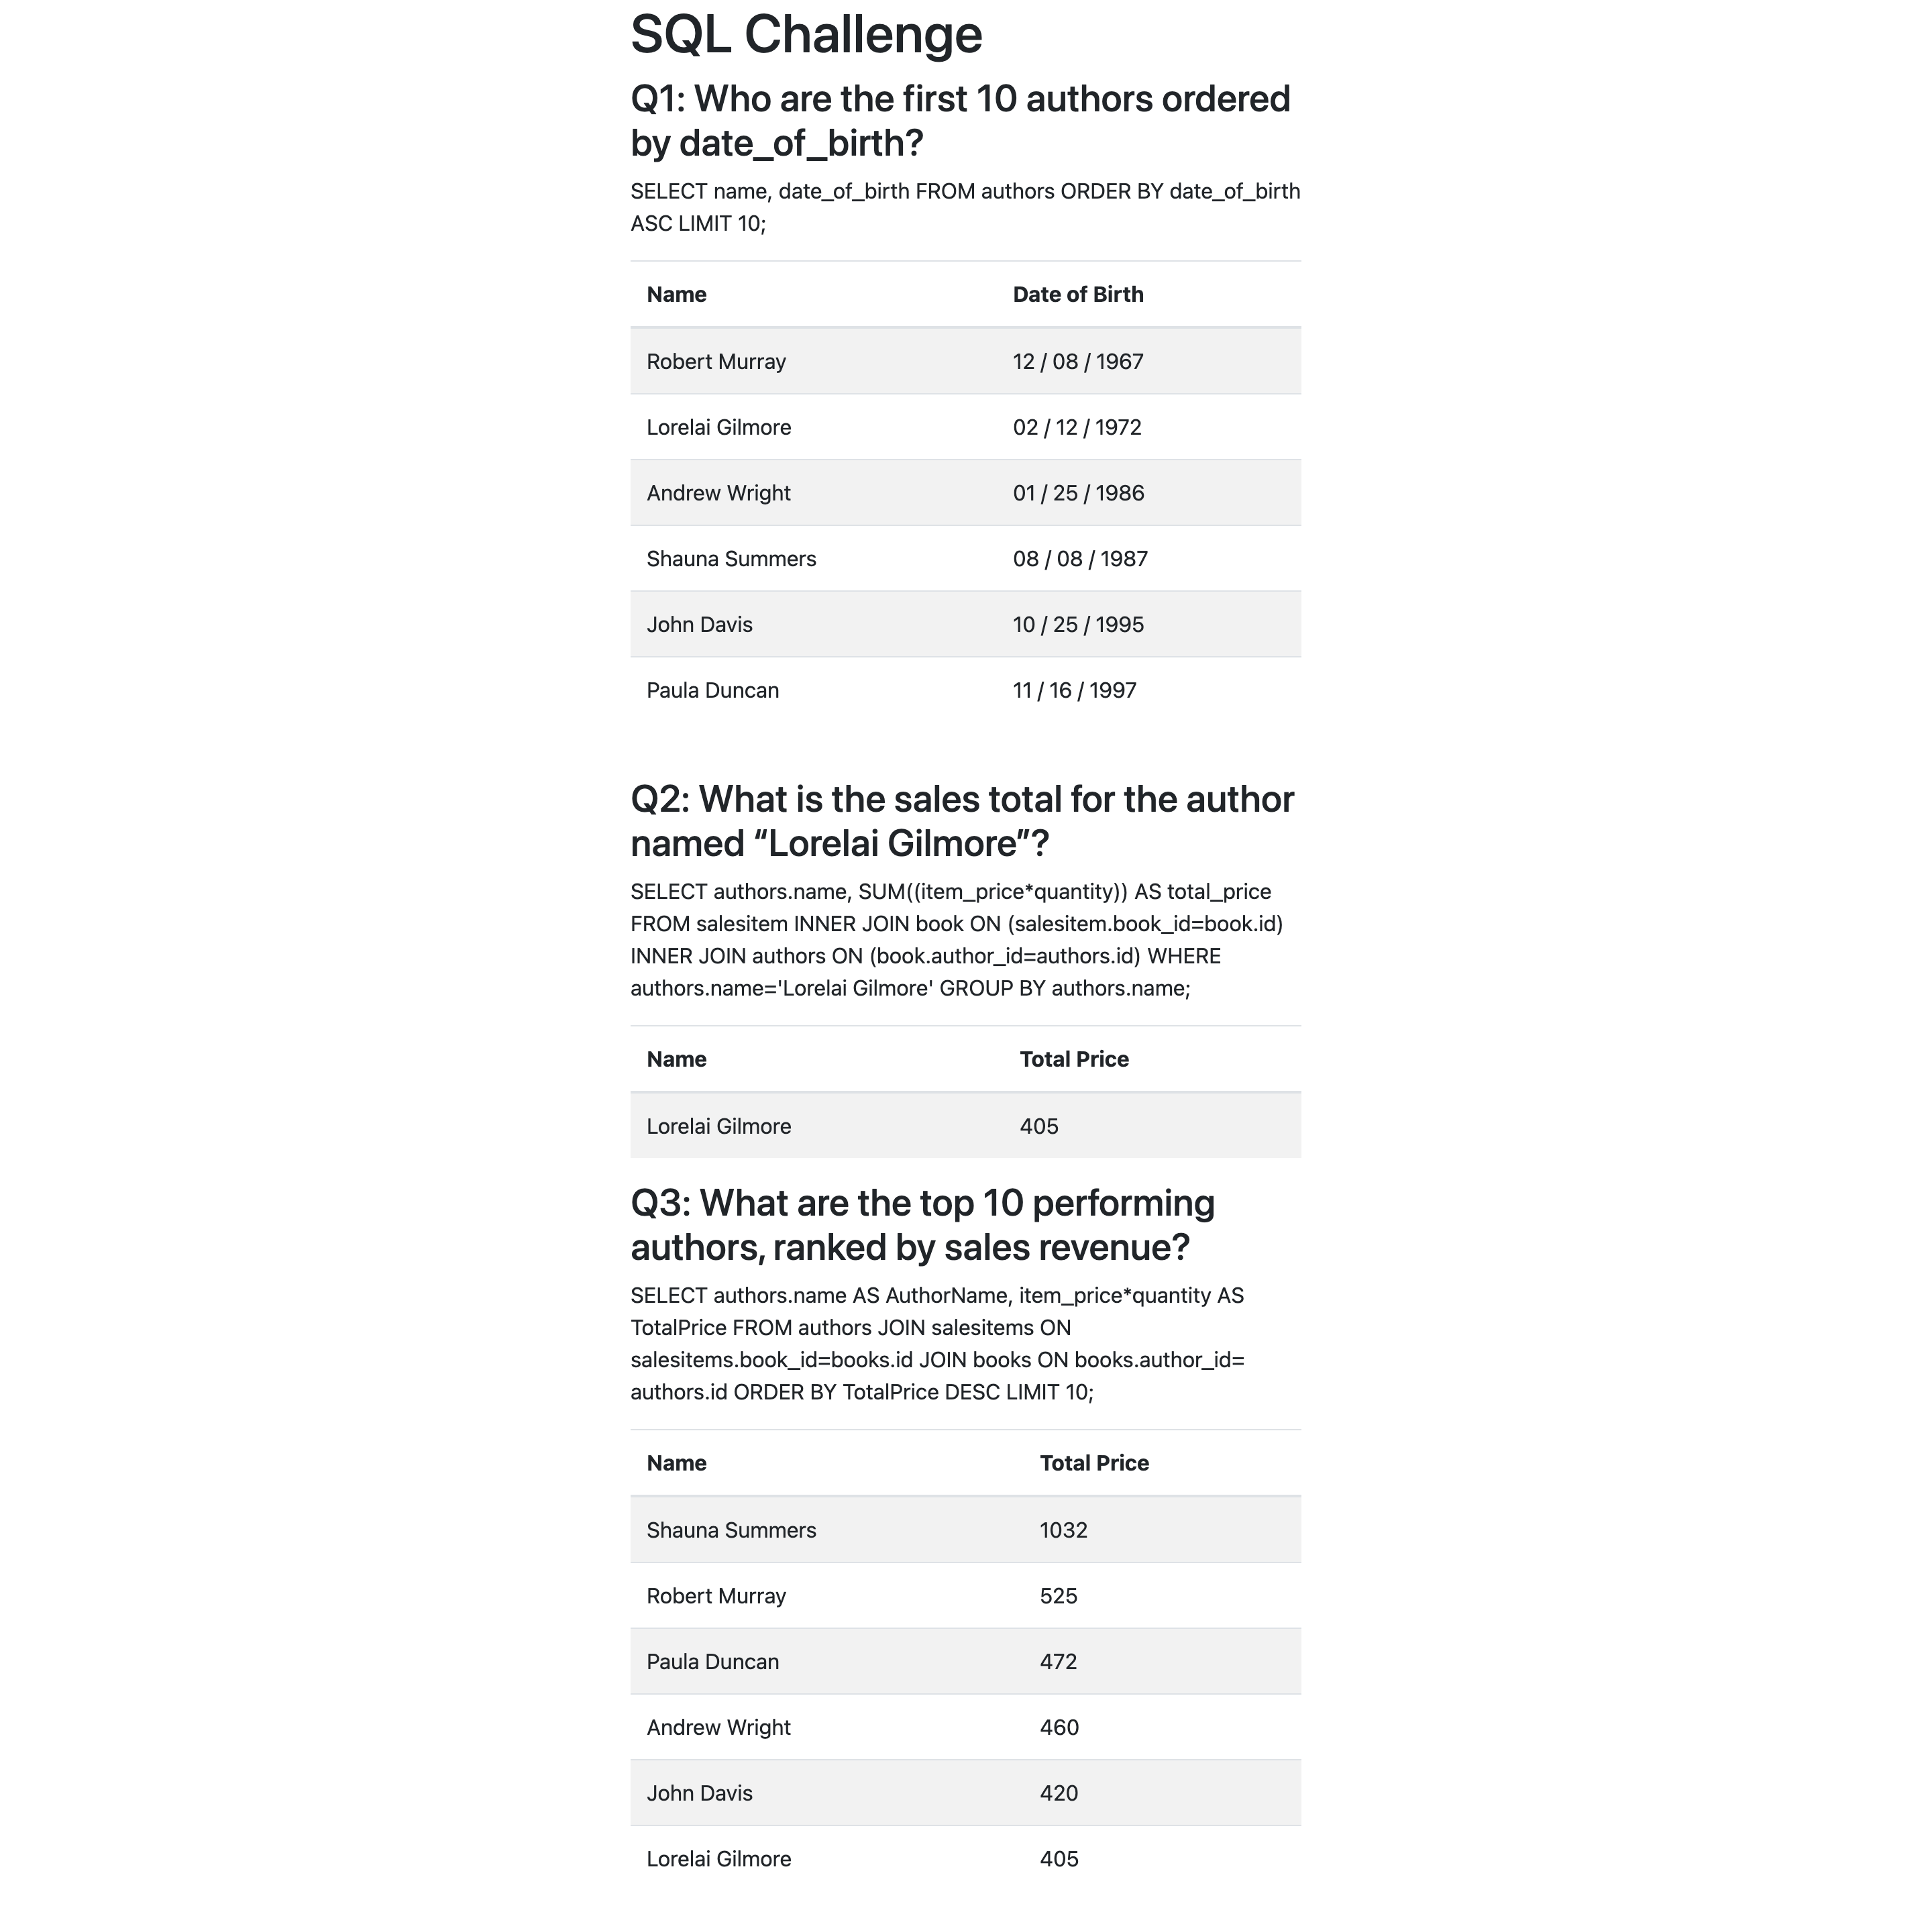 SQL Challenge
Q1: Who are the first 10 authors ordered
by date_of_birth?
SELECT name, date_of_birth FROM authors ORDER BY date_of_birth
ASC LIMIT 10;
Name Date of Birth
Robert Murray 12 / 08 / 1967
Lorelai Gilmore 02 / 12 / 1972
Andrew Wright 01 / 25 / 1986
Shauna Summers 08 / 08 / 1987
John Davis 10 / 25 / 1995
Paula Duncan 11 / 16 / 1997
Q2: What is the sales total for the author
named “Lorelai Gilmore”?
SELECT authors.name, SUM((item_price*quantity)) AS total_price
FROM salesitem INNER JOIN book ON (salesitem.book_id=book.id)
INNER JOIN authors ON (book.author_id=authors.id) WHERE
authors.name='Lorelai Gilmore' GROUP BY authors.name;
Name Total Price
Lorelai Gilmore 405
Q3: What are the top 10 performing
authors, ranked by sales revenue?
SELECT authors.name AS AuthorName, item_price*quantity AS
TotalPrice FROM authors JOIN salesitems ON
salesitems.book_id=books.id JOIN books ON books.author_id=
authors.id ORDER BY TotalPrice DESC LIMIT 10;
Name Total Price
Shauna Summers 1032
Robert Murray 525
Paula Duncan 472
Andrew Wright 460
John Davis 420
Lorelai Gilmore 405